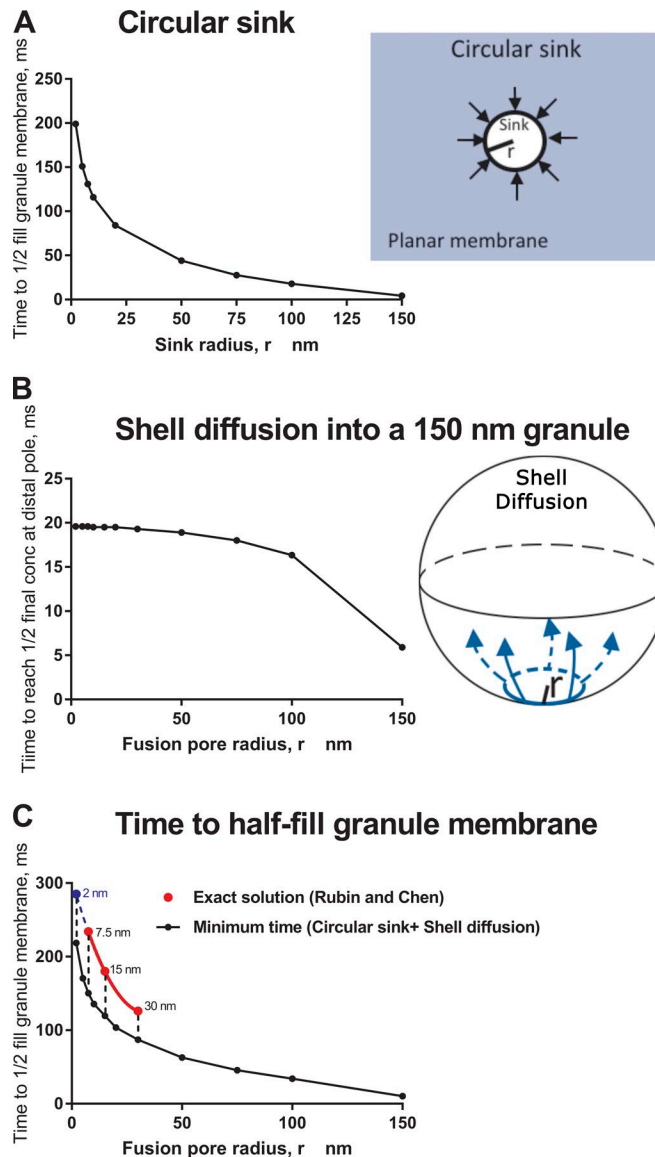 A
Circular sink
Time to 1/2 fill granule membrane, ms
250
200
150
100
50
0
0 25 50 75 100 125 150
Sink radius, r nm
Circular sink
Sink
r
Planar membrane
B
Shell diffusion into a 150 nm granule
Tiime to reach 1/2 final conc at distal pole, ms
25
20
15
10
5
0
0 50 100 150
Fusion pore radius, r nm
Shell
Diffusion
r
C
Time to half-fill granule membrane
Time to 1/2 fill granule membrane, ms
300
200
100
0
2 nm
7.5 nm
15 nm
30 nm
Exact solution (Rubin and Chen)
Minimum time (Circular sink+ Shell diffusion)
0 50 100 150
Fusion pore radius, r nm